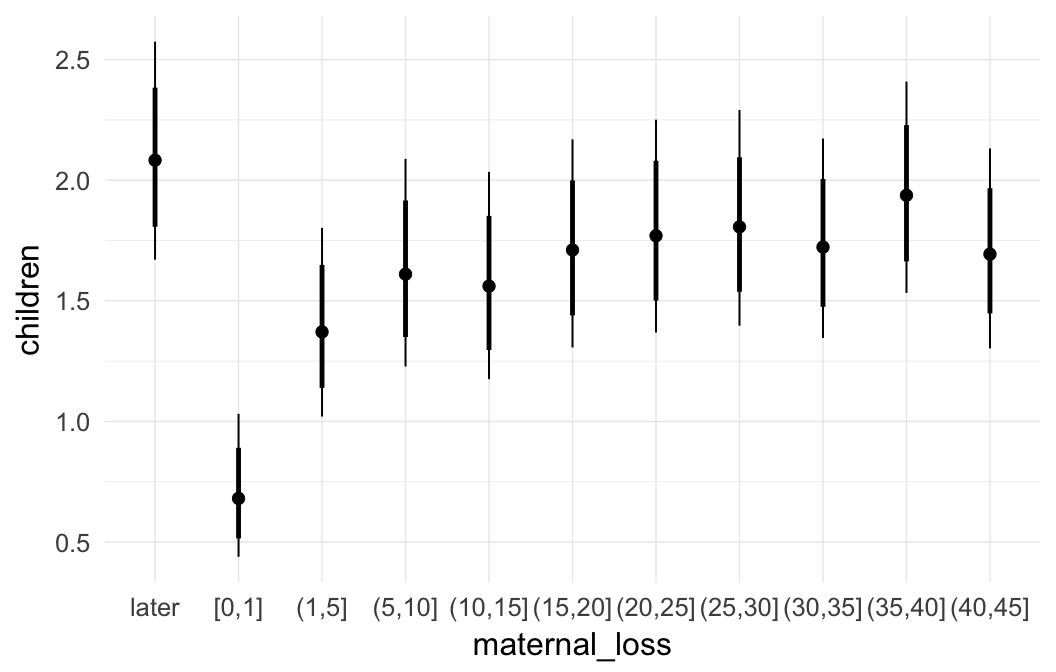 children
2.5
2.0
1.5
1.0
0.5
later [0,1] (1,5] (5,10] (10,15] (15,20] (20,25] (25,30] (30,35] (35,40] (40,45]
maternal_loss